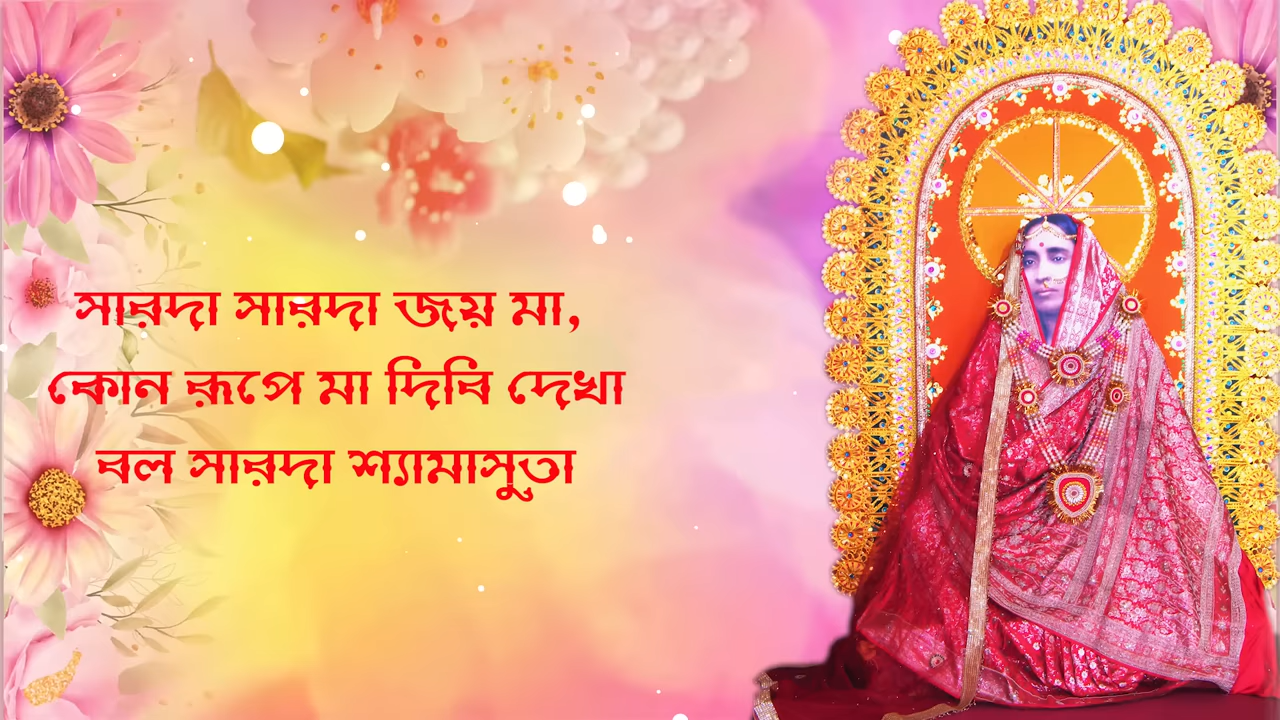 সারদা সারদা জয় মা,
কোন রূপে মা দিবি দেখা
বল সারদা শ্যামাসুতা